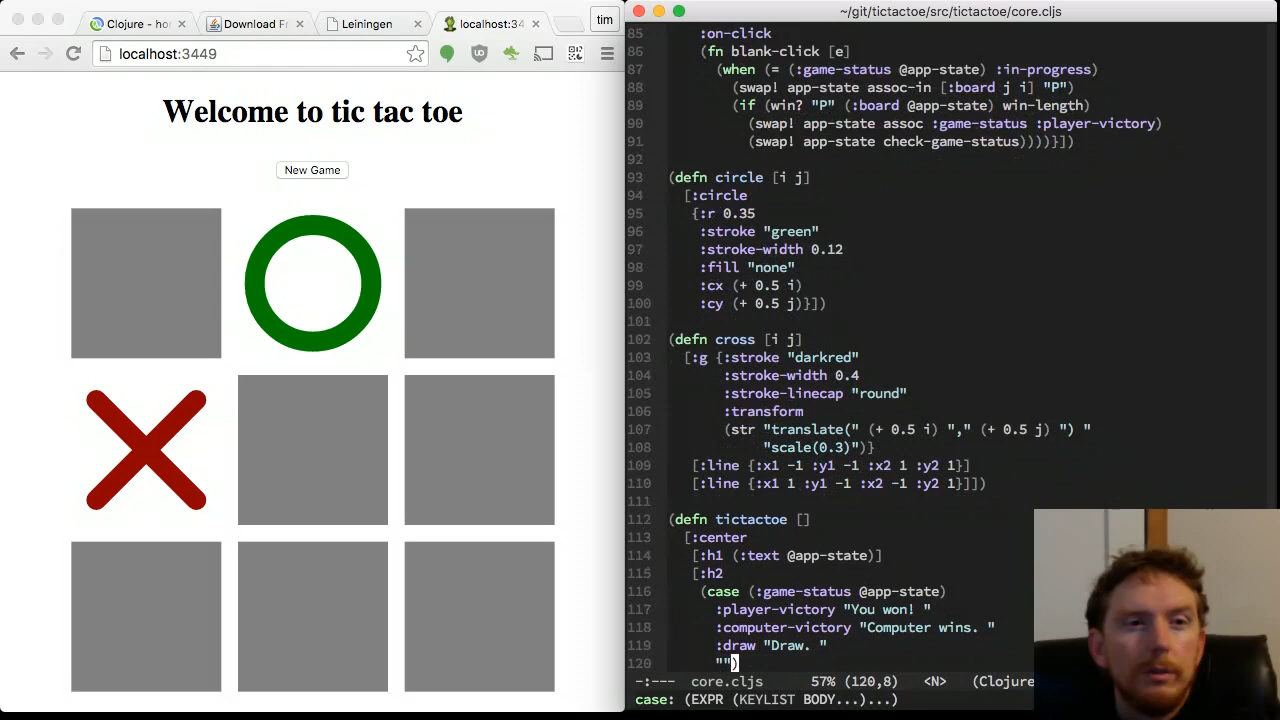 Clojure - ho
Download Fr
Leiningen
localhost:34
tim
localhost:3449
Welcome to tic tac toe
New Game
~/git/tictactoe/src/tictactoe/core.cljs
85 :on-click
86 (fn blank-click [e]
87 (when (= (:game-status @app-state) :in-progress)
88 (swap! app-state assoc-in [:board j i] "P")
89 (if (win? "P" (:board @app-state) win-length)
90 (swap! app-state assoc :game-status :player-victory)
91 (swap! app-state check-game-status))))}])
92
93 (defn circle [i j]
94 [:circle
95 {:r 0.35
96 :stroke "green"
97 :stroke-width 0.12
98 :fill "none"
99 :cx (+ 0.5 i)
100 :cy (+ 0.5 j)}])
101
102 (defn cross [i j]
103 [:g {:stroke "darkred"
104 :stroke-width 0.4
105 :stroke-linecap "round"
106 :transform
107 (str "translate(" (+ 0.5 i) "," (+ 0.5 j) ") "
108 "scale(0.3)")}
109 [:line {:x1 -1 :y1 -1 :x2 1 :y2 1}]
110 [:line {:x1 1 :y1 -1 :x2 -1 :y2 1}]])
111
112 (defn tictactoe []
113 [:center
114 [:h1 (:text @app-state)]
115 [:h2
116 (case (:game-status @app-state)
117 :player-victory "You won! "
118 :computer-victory "Computer wins. "
119 :draw "Draw. "
120 "")
-:--- core.cljs 57% (120,8) <N> (Clojure
case: (EXPR (KEYLIST BODY...)...)